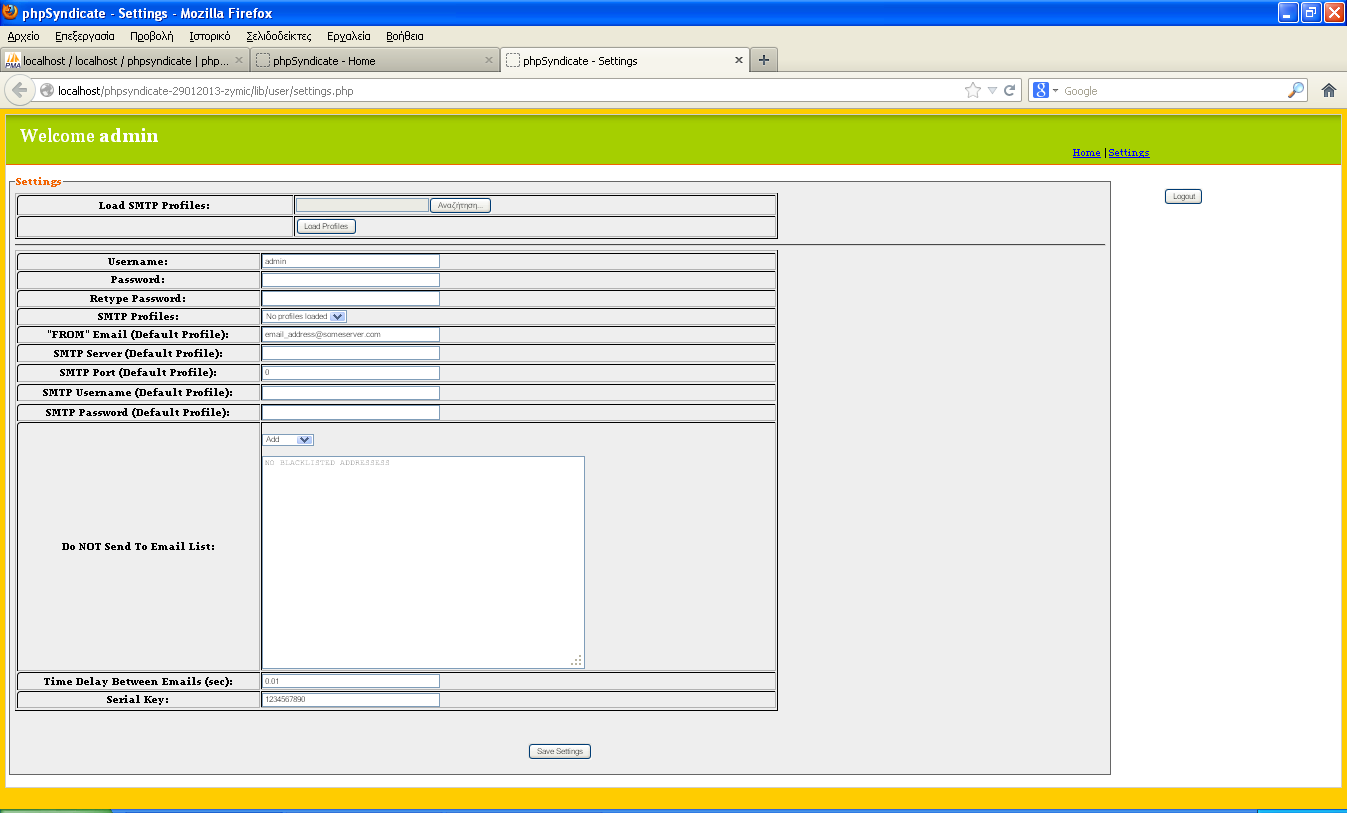 phpSyndicate - Settings - Mozilla Firefox
Αρχείο Επεξεργασία Προβολή Ιστορικό Σελιδοδείκτες Εργαλεία Βοήθεια
PMA localhost / localhost / phpsyndicate | php... phpSyndicate - Home phpSyndicate - Settings
localhost/phpsyndicate-29012013-zymic/lib/user/settings.php 8 Google
Welcome admin
Home | Settings
Settings
Load SMTP Profiles: Αναζήτηση...
Logout
Load Profiles
Username: admin
Password:
Retype Password:
SMTP Profiles: No profiles loaded
"FROM" Email (Default Profile): email_address@someserver.com
SMTP Server (Default Profile):
SMTP Port (Default Profile): 0
SMTP Username (Default Profile):
SMTP Password (Default Profile):
Add
NO BLACKLISTED ADDRESSESS
Do NOT Send To Email List:
Time Delay Between Emails (sec): 0.01
Serial Key: 1234567890
Save Settings